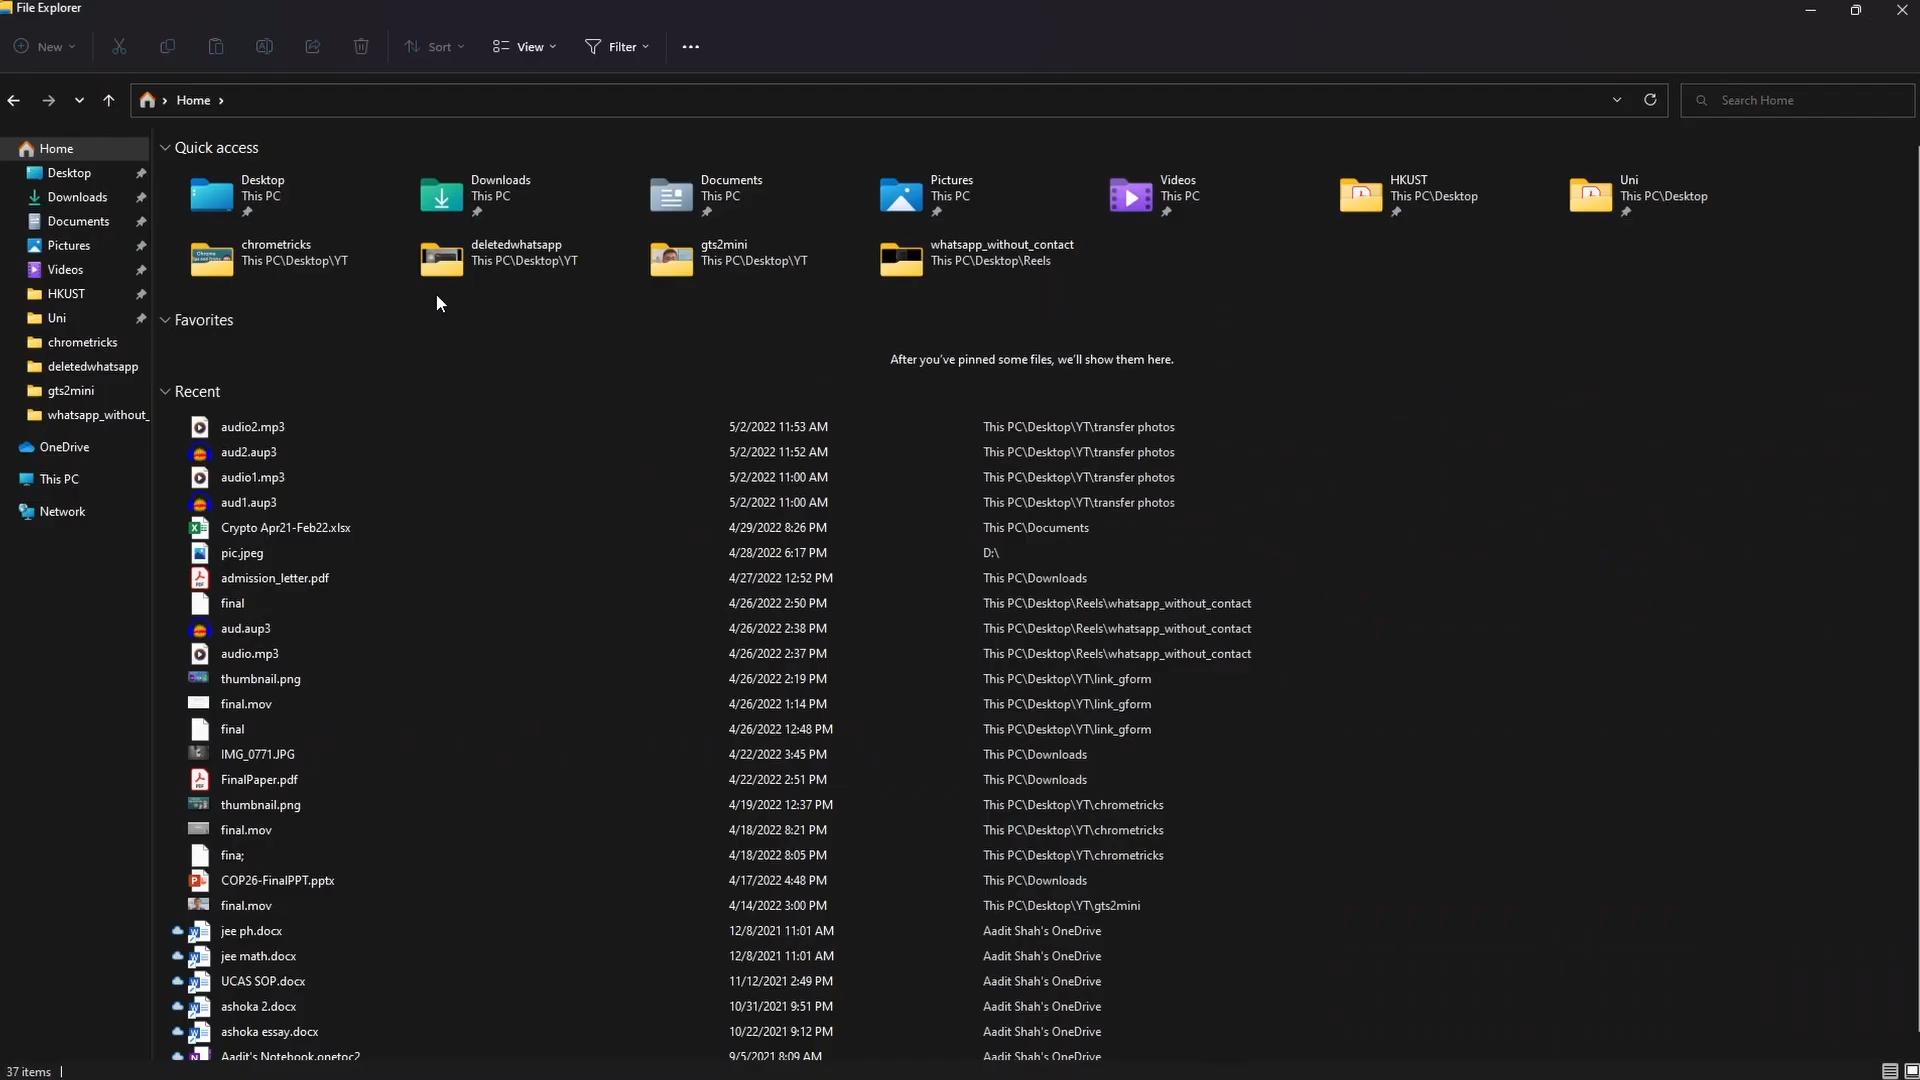 File Explorer
New
Sort
View
Filter
Home
Search Home
Home
Desktop
Downloads
Documents
Pictures
Videos
HKUST
Uni
chrometricks
deletedwhatsapp
gts2mini
whatsapp_without_
OneDrive
This PC
Network
Quick access
Desktop
This PC
Downloads
This PC
Documents
This PC
Pictures
This PC
Videos
This PC
HKUST
This PC\Desktop
Uni
This PC\Desktop
chrometricks
This PC\Desktop\YT
deletedwhatsapp
This PC\Desktop\YT
gts2mini
This PC\Desktop\YT
whatsapp_without_contact
This PC\Desktop\Reels
Favorites
After you've pinned some files, we'll show them here.
Recent
audio2.mp3 5/2/2022 11:53 AM This PC\Desktop\YT\transfer photos
aud2.aup3 5/2/2022 11:52 AM This PC\Desktop\YT\transfer photos
audio1.mp3 5/2/2022 11:00 AM This PC\Desktop\YT\transfer photos
aud1.aup3 5/2/2022 11:00 AM This PC\Desktop\YT\transfer photos
Crypto Apr21-Feb22.xlsx 4/29/2022 8:26 PM This PC\Documents
pic.jpeg 4/28/2022 6:17 PM D:\
admission_letter.pdf 4/27/2022 12:52 PM This PC\Downloads
final 4/26/2022 2:50 PM This PC\Desktop\Reels\whatsapp_without_contact
aud.aup3 4/26/2022 2:38 PM This PC\Desktop\Reels\whatsapp_without_contact
audio.mp3 4/26/2022 2:37 PM This PC\Desktop\Reels\whatsapp_without_contact
thumbnail.png 4/26/2022 2:19 PM This PC\Desktop\YT\link_gform
final.mov 4/26/2022 1:14 PM This PC\Desktop\YT\link_gform
final 4/26/2022 12:48 PM This PC\Desktop\YT\link_gform
IMG_0771.JPG 4/22/2022 3:45 PM This PC\Downloads
FinalPaper.pdf 4/22/2022 2:51 PM This PC\Downloads
thumbnail.png 4/19/2022 12:37 PM This PC\Desktop\YT\chrometricks
final.mov 4/18/2022 8:21 PM This PC\Desktop\YT\chrometricks
fina; 4/18/2022 8:05 PM This PC\Desktop\YT\chrometricks
COP26-FinalPPT.pptx 4/17/2022 4:48 PM This PC\Downloads
final.mov 4/14/2022 3:00 PM This PC\Desktop\YT\gts2mini
jee ph.docx 12/8/2021 11:01 AM Aadit Shah's OneDrive
jee math.docx 12/8/2021 11:01 AM Aadit Shah's OneDrive
UCAS SOP.docx 11/12/2021 2:49 PM Aadit Shah's OneDrive
ashoka 2.docx 10/31/2021 9:51 PM Aadit Shah's OneDrive
ashoka essay.docx 10/22/2021 9:12 PM Aadit Shah's OneDrive
Aadit's Notebook.onetoc2 9/5/2021 8:09 AM Aadit Shah's OneDrive
37 items